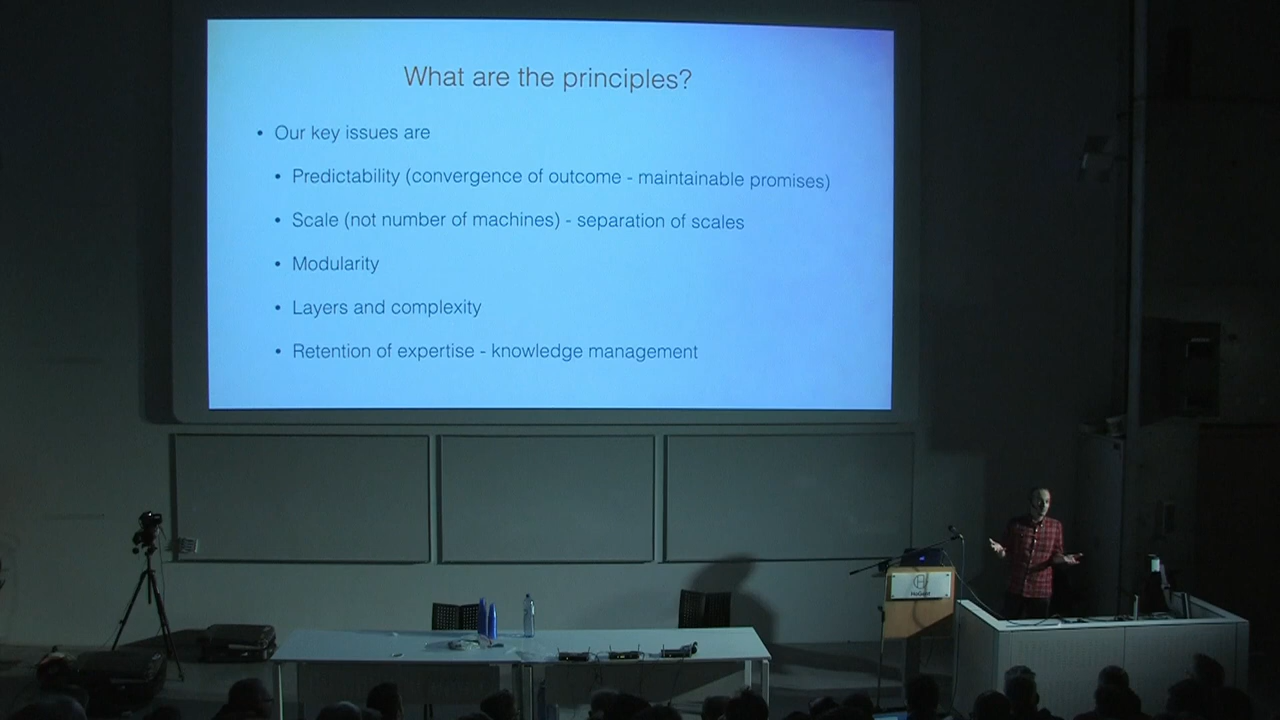 What are the principles?
• Our key issues are
• Predictability (convergence of outcome - maintainable promises)
• Scale (not number of machines) - separation of scales
• Modularity
• Layers and complexity
• Retention of expertise - knowledge management
HoGent